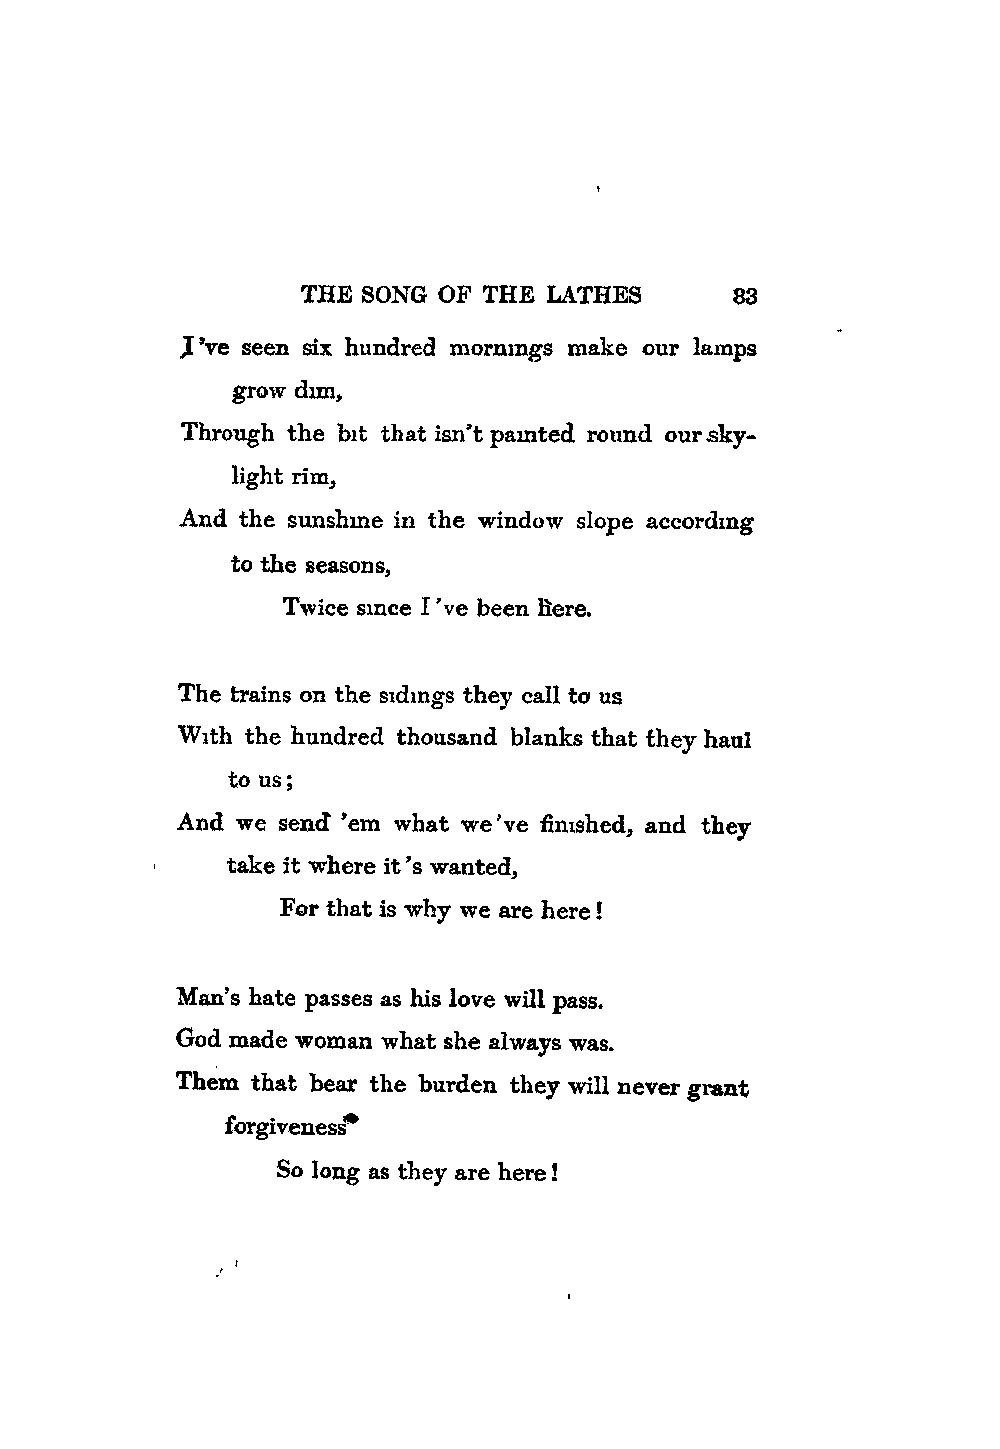 THE SONG OF THE LATHES 83
I've seen six hundred mornings make our lamps
grow dim,
Through the bit that isn't painted round our sky-
light rim,
And the sunshine in the window slope according
to the seasons,
Twice since I've been here.
The trains on the sidings they call to us
With the hundred thousand blanks that they haul
to us;
And we send 'em what we've finished, and they
take it where it's wanted,
For that is why we are here!
Man's hate passes as his love will pass.
God made woman what she always was.
Them that bear the burden they will never grant
forgiveness
So long as they are here!